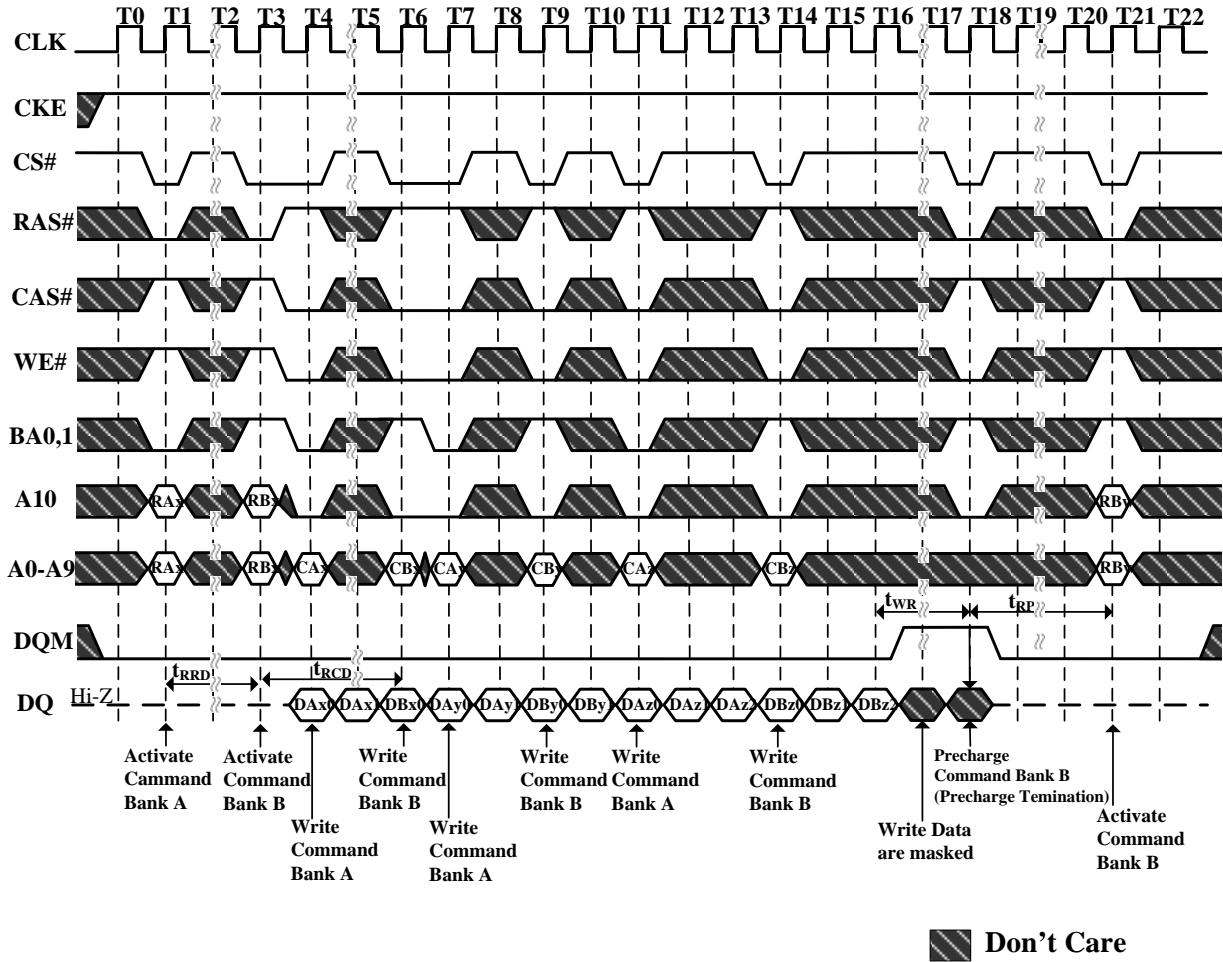 T0 T1 T2 T3 T4 T5 T6 T7 T8 T9 T10 T11 T12 T13 T14 T15 T16 T17 T18 T19 T20 T21 T22
CLK
CKE
CS#
RAS#
CAS#
WE#
BA0,1
A10 RAx RBx
A0-A9 RAx RBx CAx CBx CAy CBy CAz CBz
tWR tRP
DQM
tRRD tRCD
DQ Hi-Z DAx0 DAx1 DBx0 DAy0 DAy1 DBy0 DBy1 DAz0 DAz1 DAz2 DBz0 DBz1 DBz2
Activate
Cammand
Bank A
Activate
Command
Bank B
Write
Command
Bank A
Write
Command
Bank B
Write
Command
Bank A
Write
Command
Bank B
Write
Command
Bank A
Write
Command
Bank B
Write Data
are masked
Precharge
Command Bank B
(Precharge Temination)
Activate
Command
Bank B
Don't Care